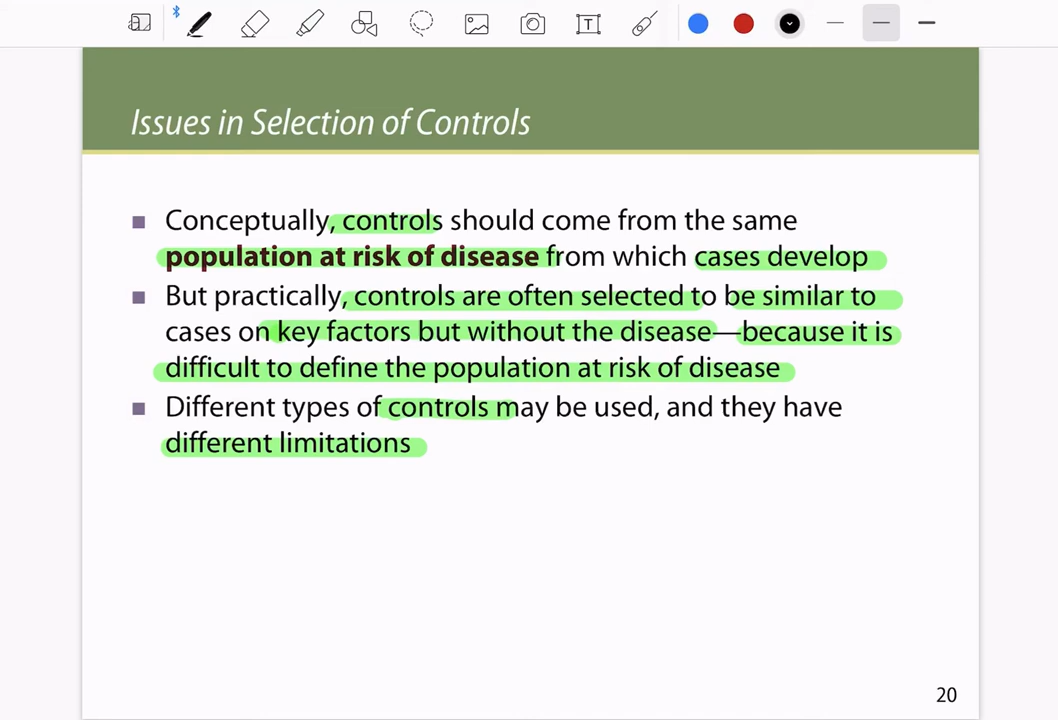 T
Issues in Selection of Controls
Conceptually, controls should come from the same
population at risk of disease from which cases develop
But practically, controls are often selected to be similar to
cases on key factors but without the disease—because it is
difficult to define the population at risk of disease
Different types of controls may be used, and they have
different limitations
20